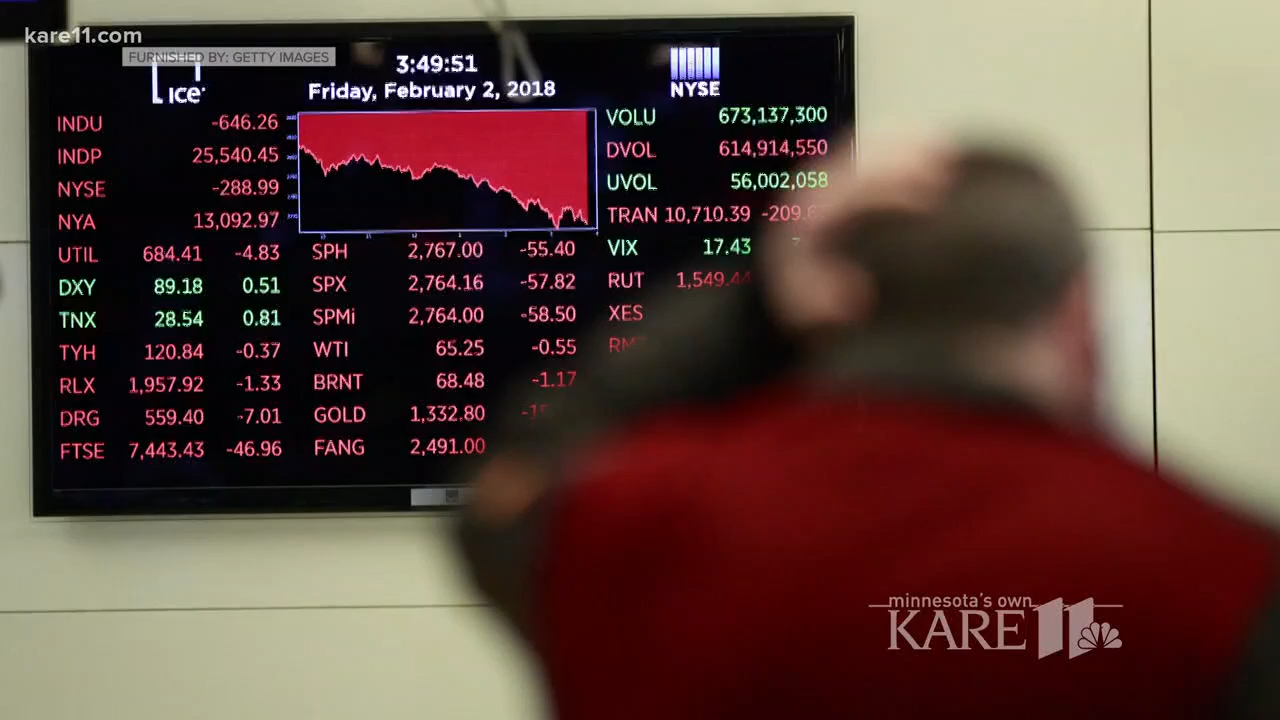 kare11.com
FURNISHED BY: GETTY IMAGES
ice
3:49:51
Friday, February 2, 2018
NYSE
INDU -646.26
INDP 25,540.45
NYSE -288.99
NYA 13,092.97
UTIL 684.41 -4.83
DXY 89.18 0.51
TNX 28.54 0.81
TYH 120.84 -0.37
RLX 1,957.92 -1.33
DRG 559.40 -7.01
FTSE 7,443.43 -46.96
SPH 2,767.00 -55.40
SPX 2,764.16 -57.82
SPMi 2,764.00 -58.50
WTI 65.25 -0.55
BRNT 68.48 -1.17
GOLD 1,332.80
FANG 2,491.00
VOLU 673,137,300
DVOL 614,914,550
UVOL 56,002,058
TRAN 10,710.39
VIX 17.43
RUT 1,549.44
XES
minnesota's own
KARE 11